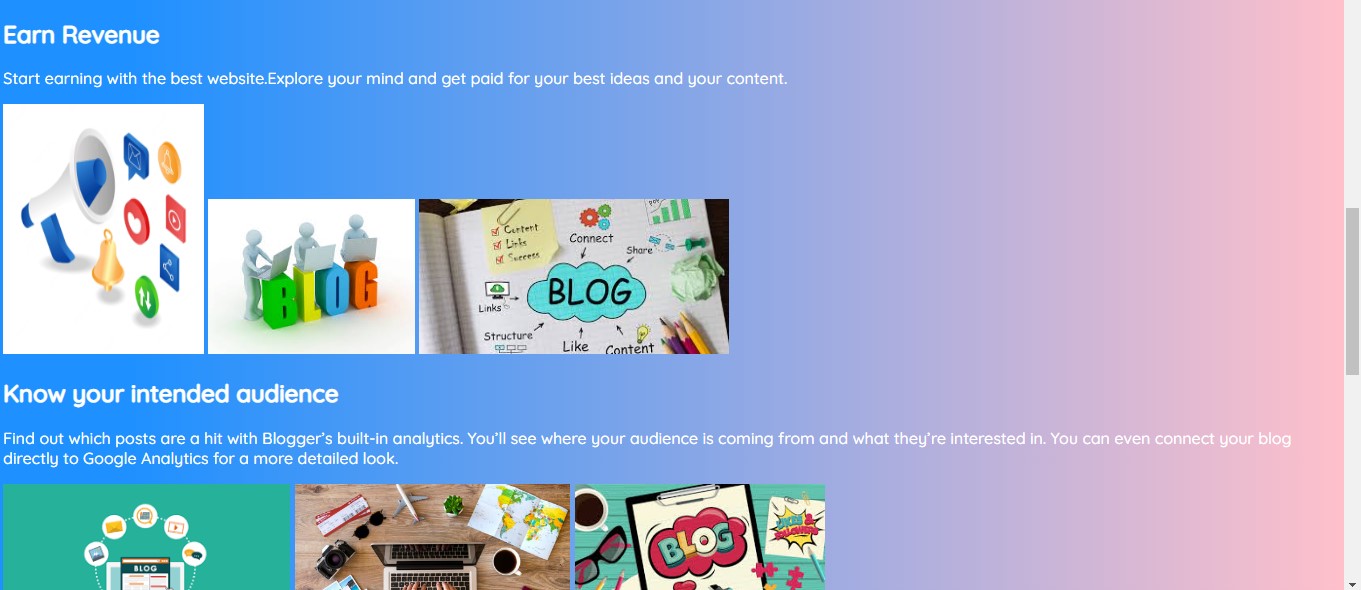 Earn Revenue
Start earning with the best website.Explore your mind and get paid for your best ideas and your content.
BLOG
Content
Links
Success
Connect
Share
BLOG
Links
Structure
Like
Content
Know your intended audience
Find out which posts are a hit with Blogger’s built-in analytics. You’ll see where your audience is coming from and what they’re interested in. You can even connect your blog
directly to Google Analytics for a more detailed look.
BLOG
BLOG
LIKES &
FOLLOWERS